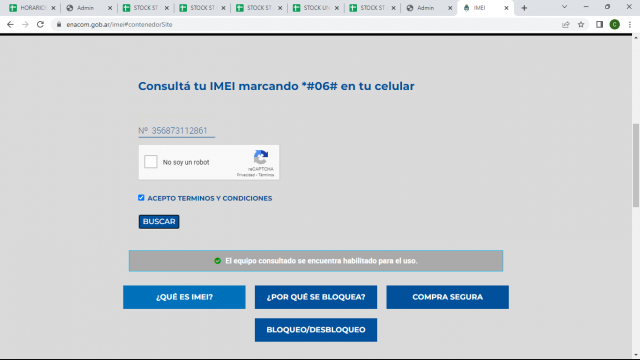 HORARIOS
Admin
STOCK ST
STOCK ST
STOCK ST
STOCK UN
STOCK ST
Admin
IMEI
enacom.gob.ar/imei#contenedorSite
C
Consultá tu IMEI marcando *#06# en tu celular
Nº 356873112861
No soy un robot
reCAPTCHA
Privacidad - Términos
ACEPTO TERMINOS Y CONDICIONES
BUSCAR
El equipo consultado se encuentra habilitado para el uso.
¿QUÉ ES IMEI?
¿POR QUÉ SE BLOQUEA?
COMPRA SEGURA
BLOQUEO/DESBLOQUEO